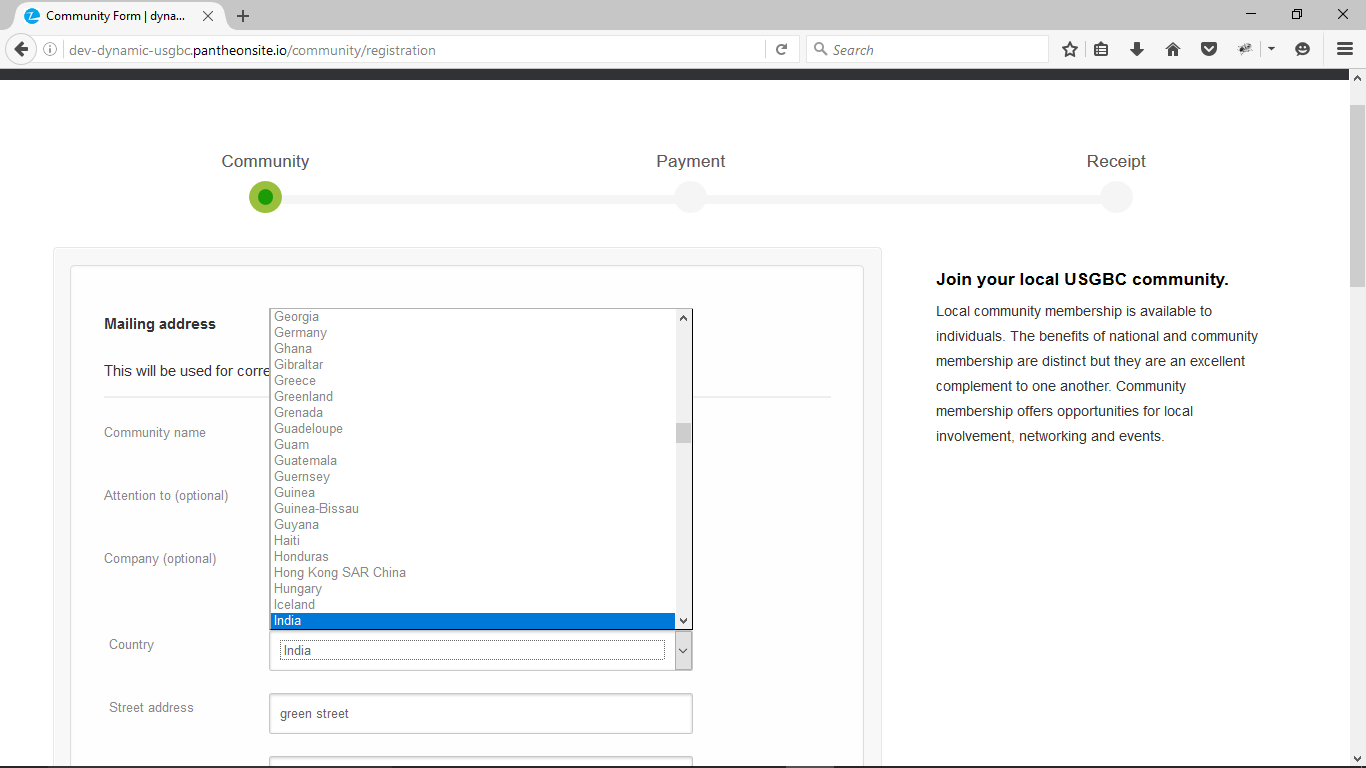 Community Form | dyna...
dev-dynamic-usgbc.pantheonsite.io/community/registration
Search
Community
Payment
Receipt
Mailing address
This will be used for corre
Community name
Attention to (optional)
Company (optional)
Georgia
Germany
Ghana
Gibraltar
Greece
Greenland
Grenada
Guadeloupe
Guam
Guatemala
Guernsey
Guinea
Guinea-Bissau
Guyana
Haiti
Honduras
Hong Kong SAR China
Hungary
Iceland
India
Country
India
Street address
green street
Join your local USGBC community.
Local community membership is available to
individuals. The benefits of national and community
membership are distinct but they are an excellent
complement to one another. Community
membership offers opportunities for local
involvement, networking and events.